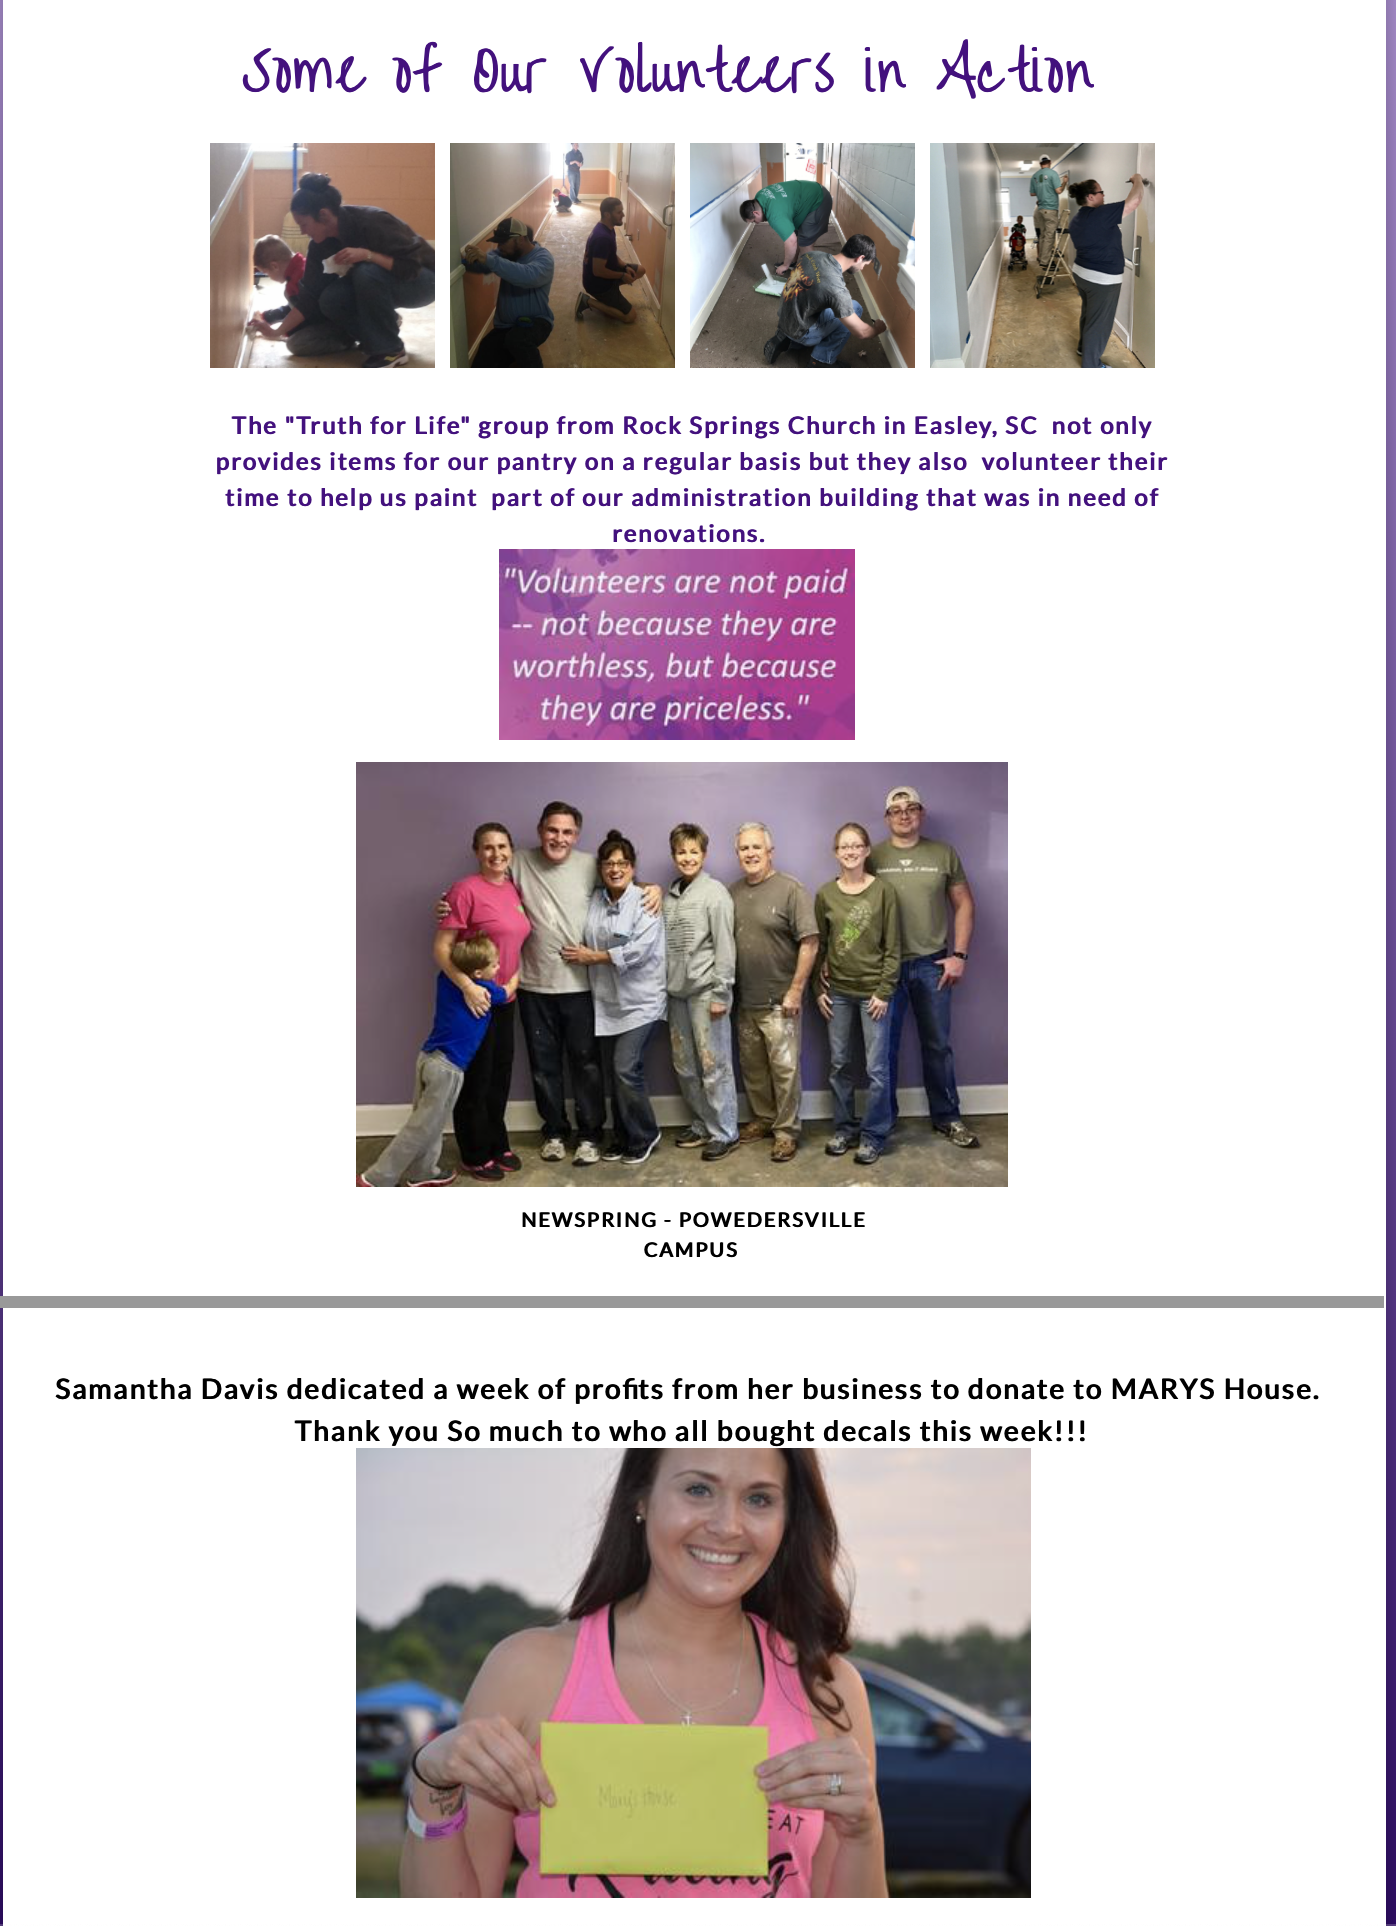 Some of Our Volunteers in Action
The "Truth for Life" group from Rock Springs Church in Easley, SC not only
provides items for our pantry on a regular basis but they also volunteer their
time to help us paint part of our administration building that was in need of
renovations.
"Volunteers are not paid
-- not because they are
worthless, but because
they are priceless."
NEWSPRING - POWEDERSVILLE
CAMPUS
Samantha Davis dedicated a week of profits from her business to donate to MARYS House.
Thank you So much to who all bought decals this week!!!
Mary's House
EAT